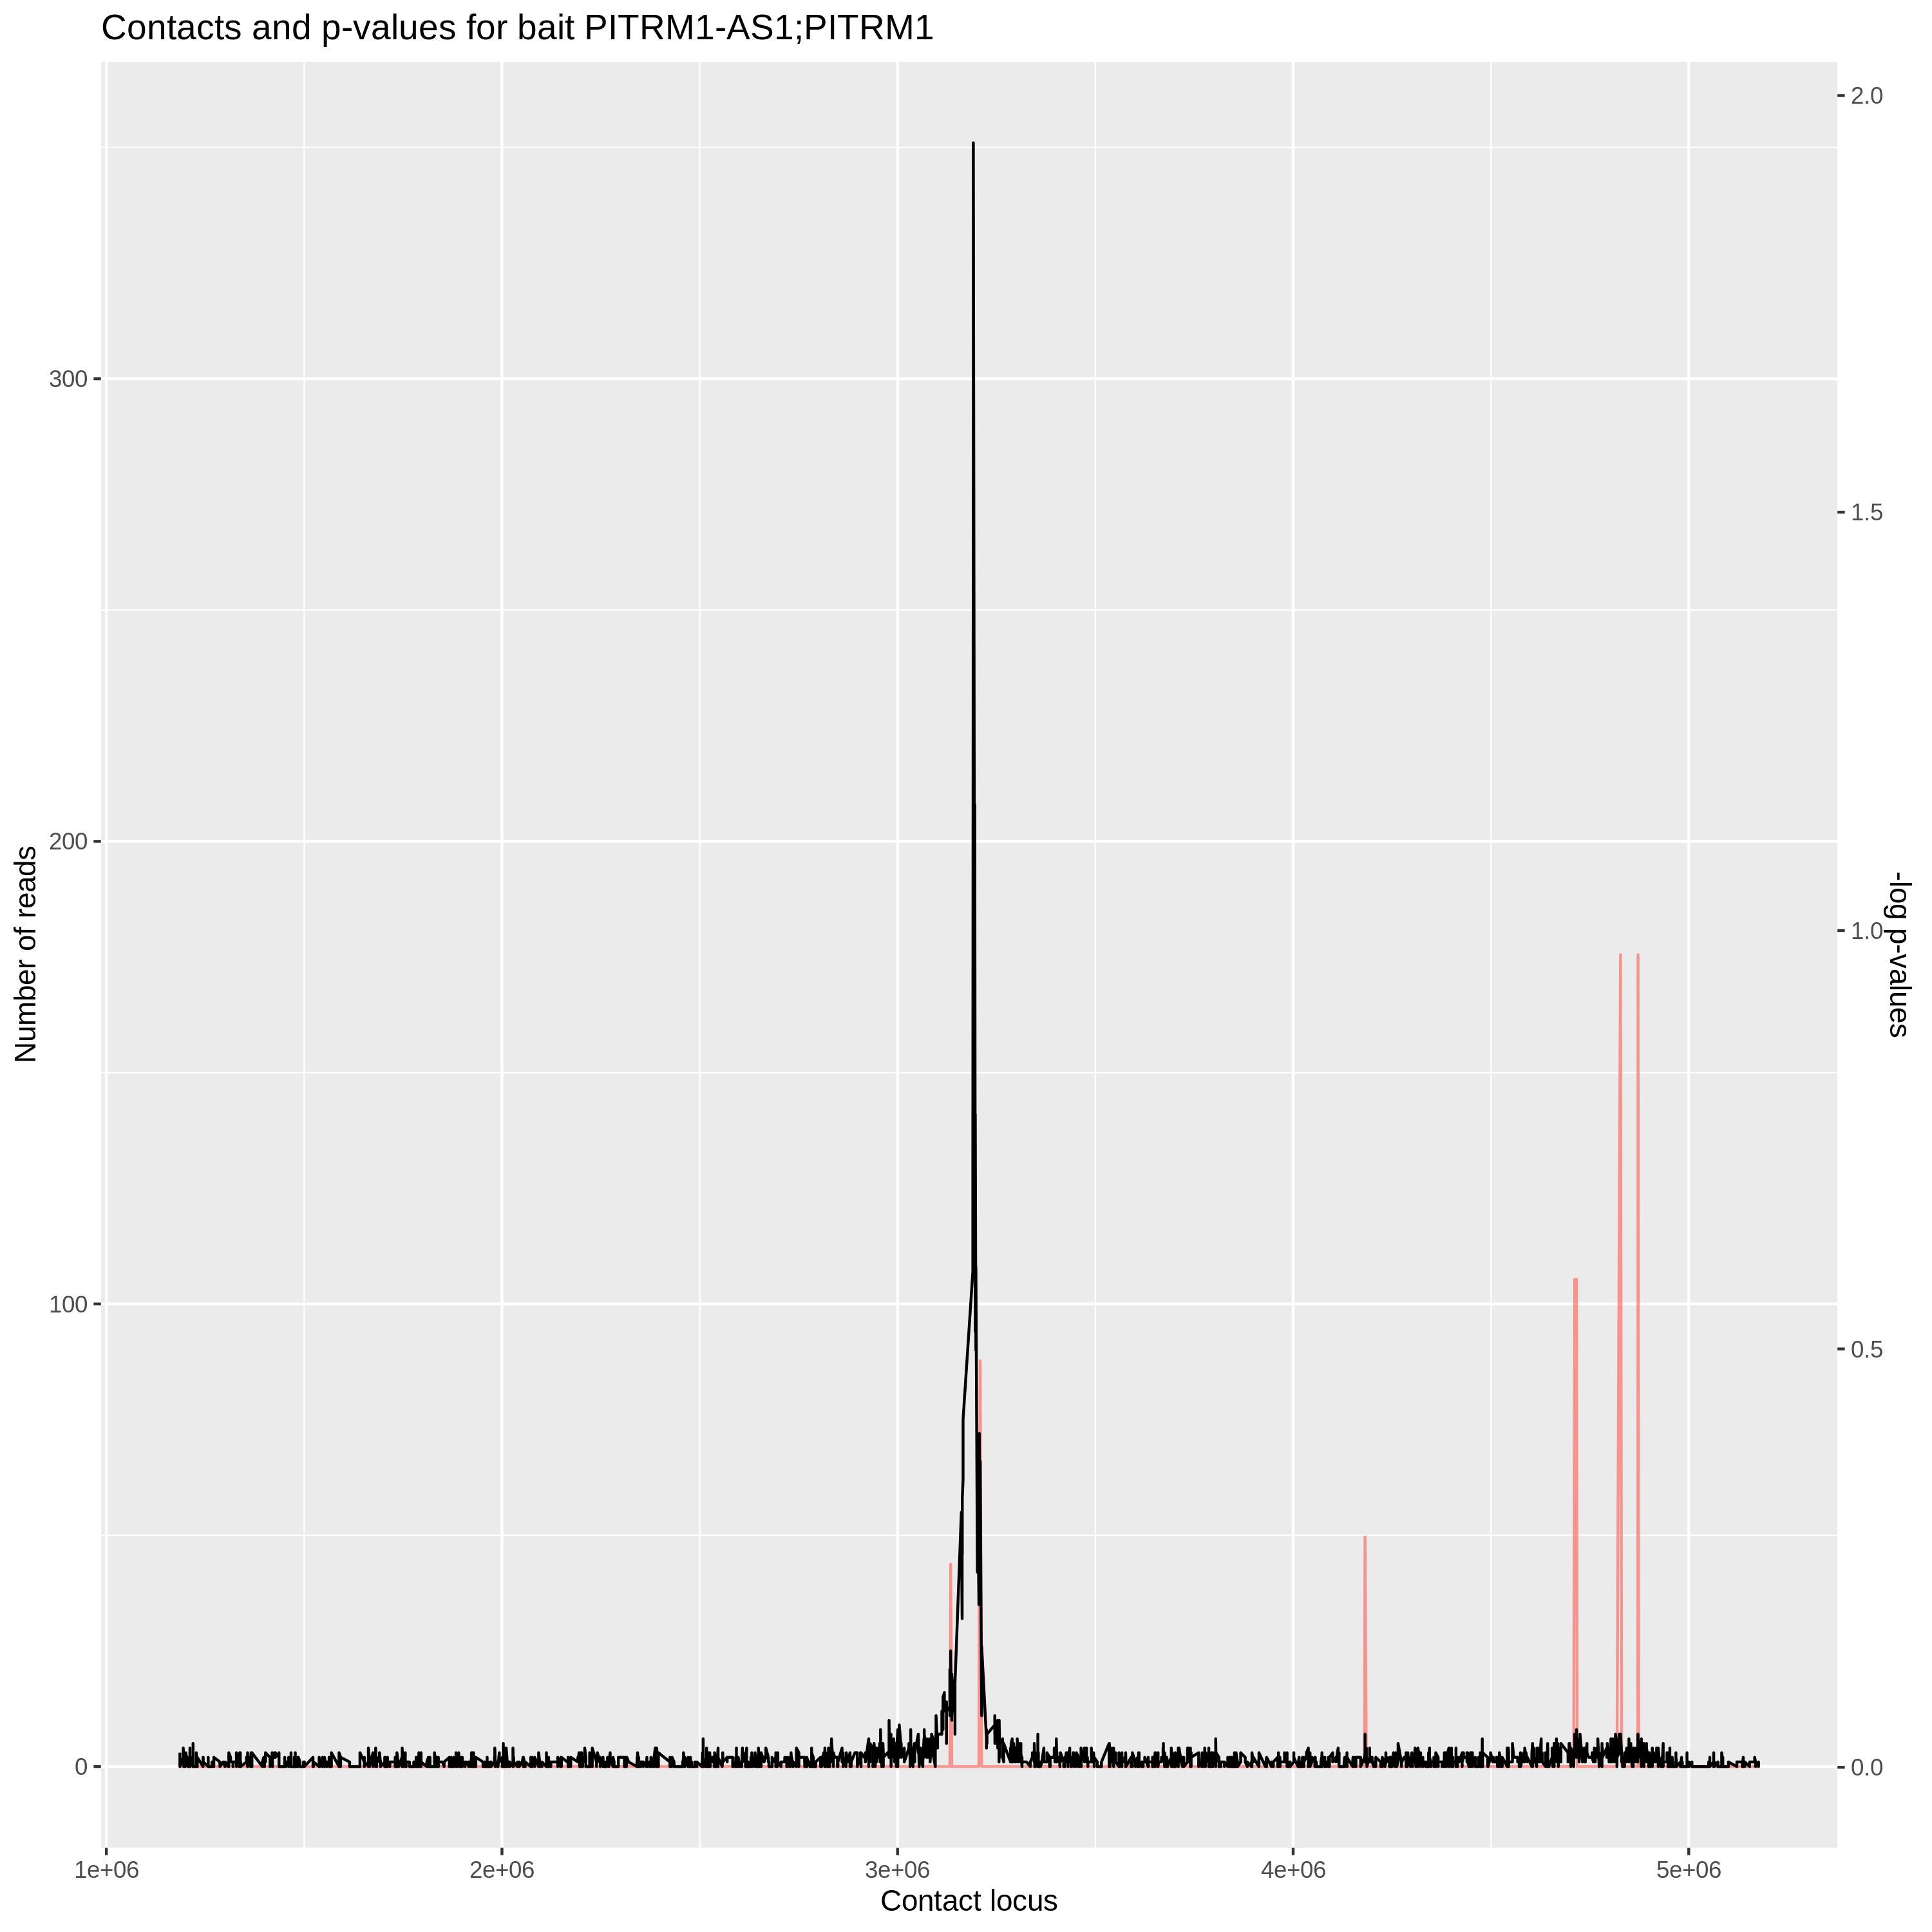 Contacts and p-values for bait PITRM1-AS1;PITRM1
Number of reads
300
200
100
0
2.0
1.5
1.0
0.5
0.0
-log p-values
1e+06
2e+06
3e+06
4e+06
5e+06
Contact locus